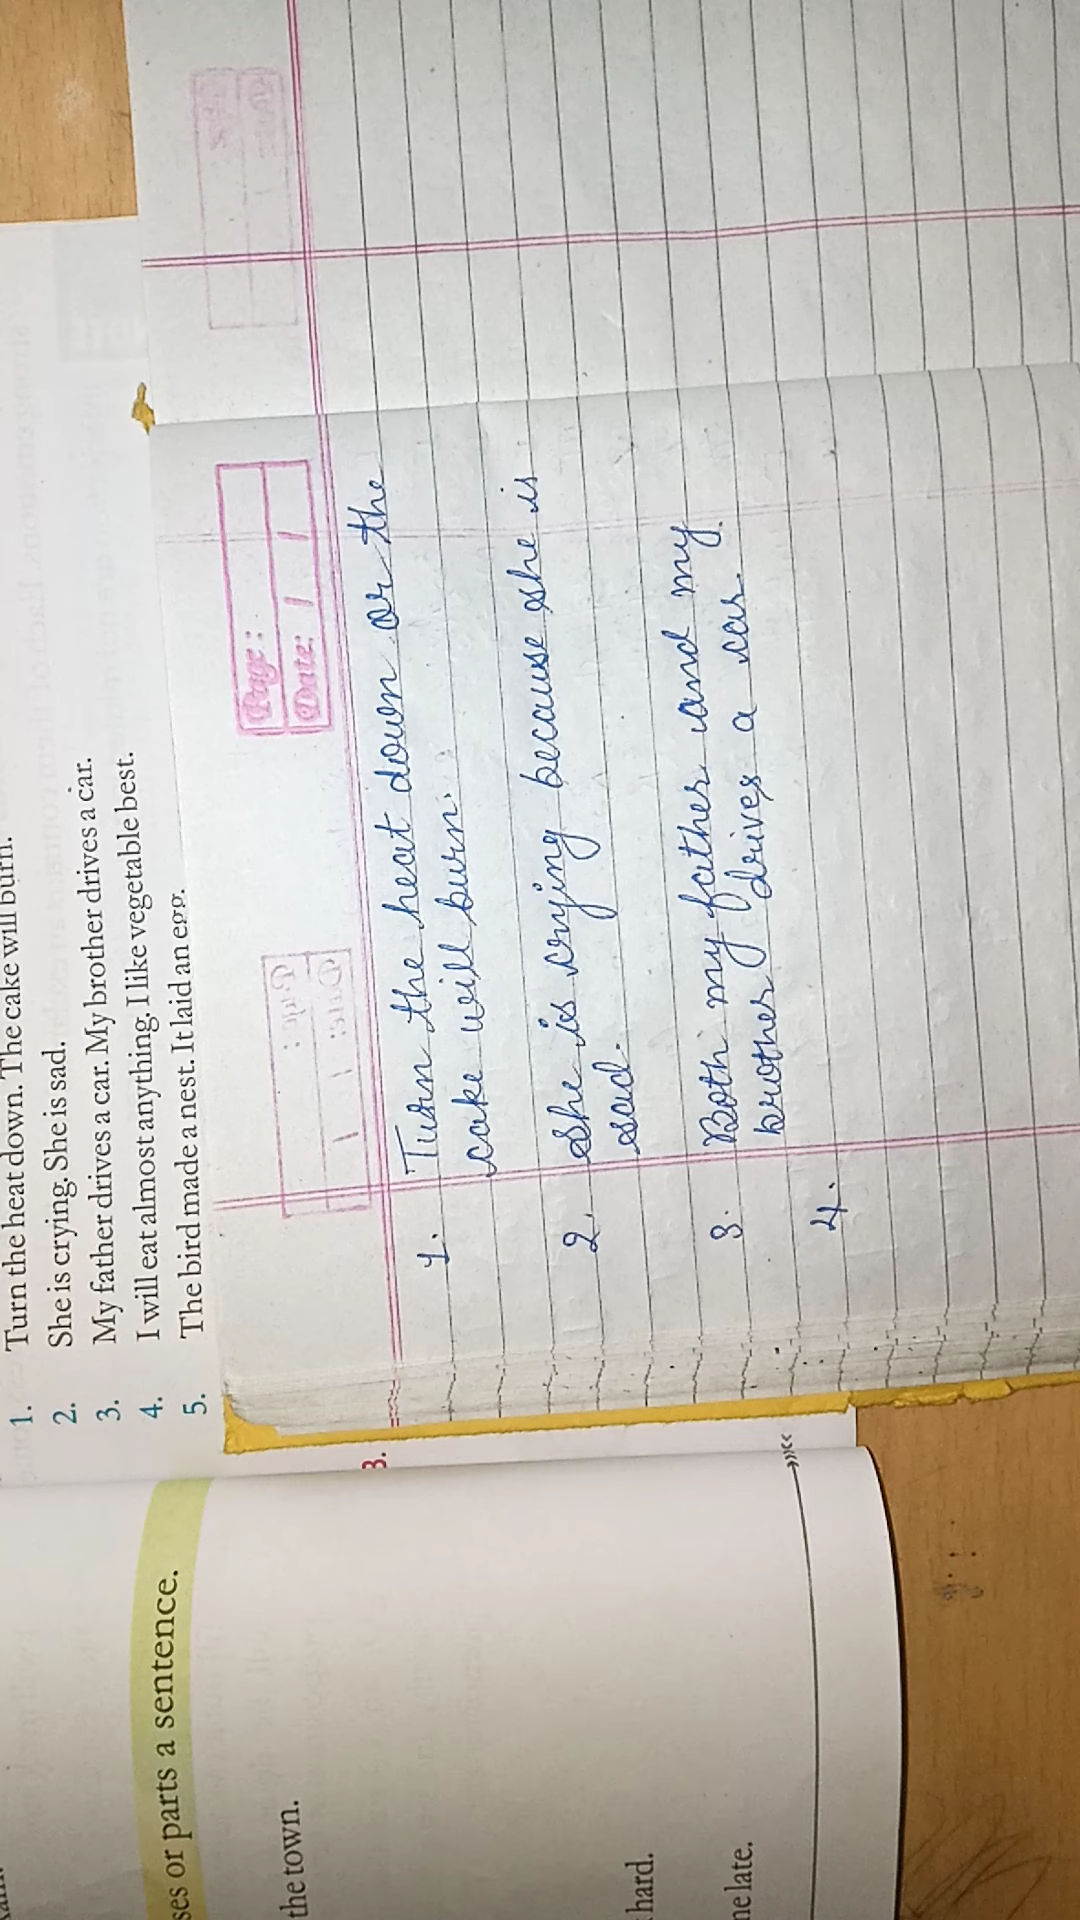 1. Turn the heat down. The cake will burn.
2. She is crying. She is sad.
3. My father drives a car. My brother drives a car.
4. I will eat almost anything. I like vegetable best.
5. The bird made a nest. It laid an egg.
Page :
Date: / /
1. Turn the heat down or the
cake will burn.
2. She is crying because she is
sad.
3. Both my father and my
brother drives a car.
4.
B.
ses or parts a sentence.
the town.
hard.
ne late.